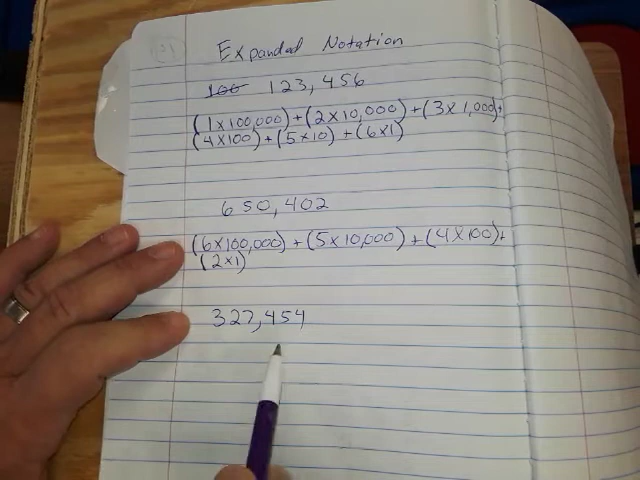 Expanded Notation
100 123,456
(1x100,000)+(2x10,000)+(3x1,000)+
(4x100)+(5x10)+(6x1)
650,402
(6x100,000)+(5x10,000)+(4x100)+
(2x1)
327,454